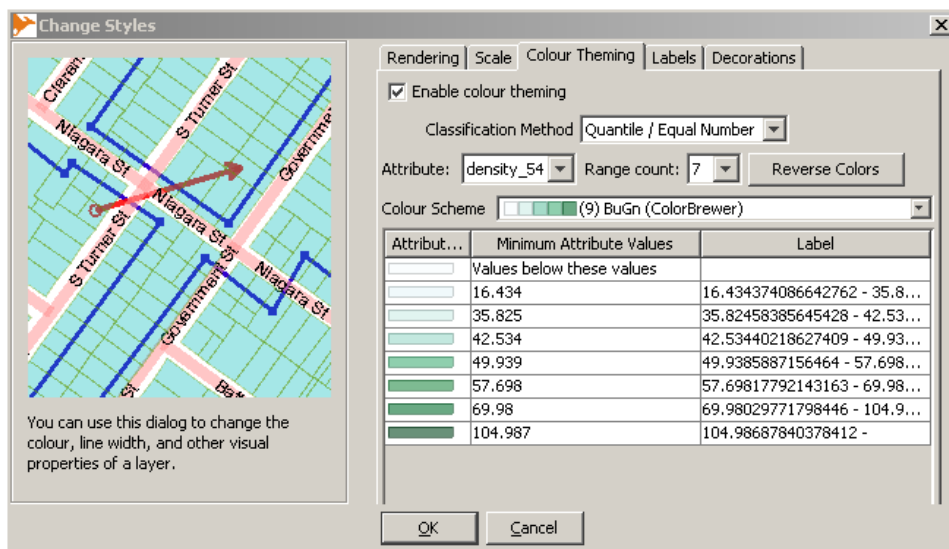 Change Styles
Rendering Scale Colour Theming Labels Decorations
Enable colour theming
Classification Method Quantile / Equal Number
Attribute: density_54 Range count: 7 Reverse Colors
Colour Scheme (9) BuGn (ColorBrewer)
Attribut... Minimum Attribute Values Label
Values below these values
16.434 16.434374086642762 - 35.8...
35.825 35.82458385645428 - 42.53...
42.534 42.53440218627409 - 49.93...
49.939 49.9385887156464 - 57.698...
57.698 57.69817792143163 - 69.98...
69.98 69.98029771798446 - 104.9...
104.987 104.98687840378412 -
Claran
S Turner St
Niagara St
Government
Niagara St
S Turner St
Government St
Niagara St
St
Bat
You can use this dialog to change the
colour, line width, and other visual
properties of a layer.
OK Cancel